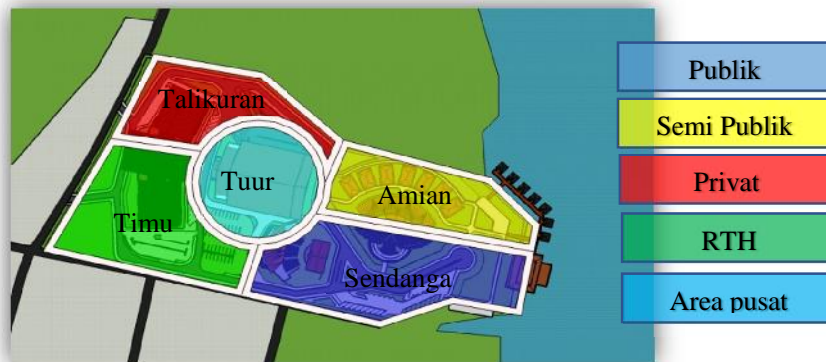 Talikuran
Tuur
Timu
Amian
Sendanga
Publik
Semi Publik
Privat
RTH
Area pusat